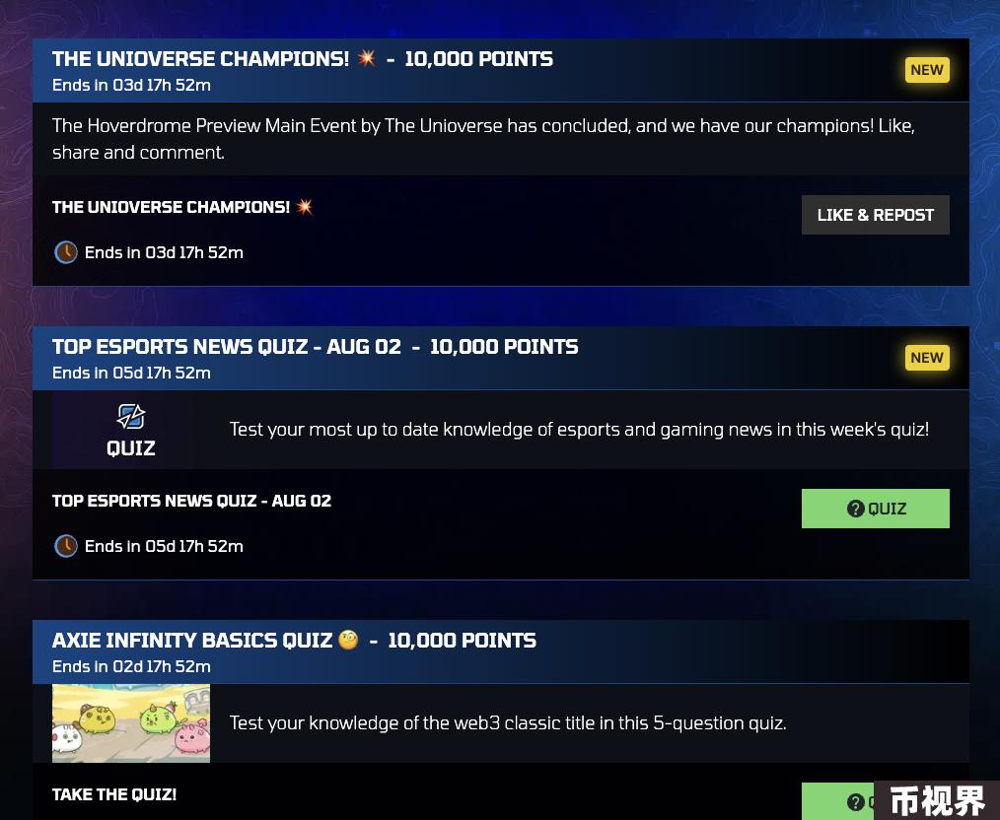 THE UNIOVERSE CHAMPIONS! 💥 - 10,000 POINTS
Ends in 03d 17h 52m
NEW
The Hoverdrome Preview Main Event by The Unioverse has concluded, and we have our champions! Like,
share and comment.
THE UNIOVERSE CHAMPIONS! 💥
LIKE & REPOST
Ends in 03d 17h 52m
TOP ESPORTS NEWS QUIZ - AUG 02 - 10,000 POINTS
Ends in 05d 17h 52m
NEW
QUIZ
Test your most up to date knowledge of esports and gaming news in this week's quiz!
TOP ESPORTS NEWS QUIZ - AUG 02
? QUIZ
Ends in 05d 17h 52m
AXIE INFINITY BASICS QUIZ 🧐 - 10,000 POINTS
Ends in 02d 17h 52m
Test your knowledge of the web3 classic title in this 5-question quiz.
TAKE THE QUIZ!
?
币视界